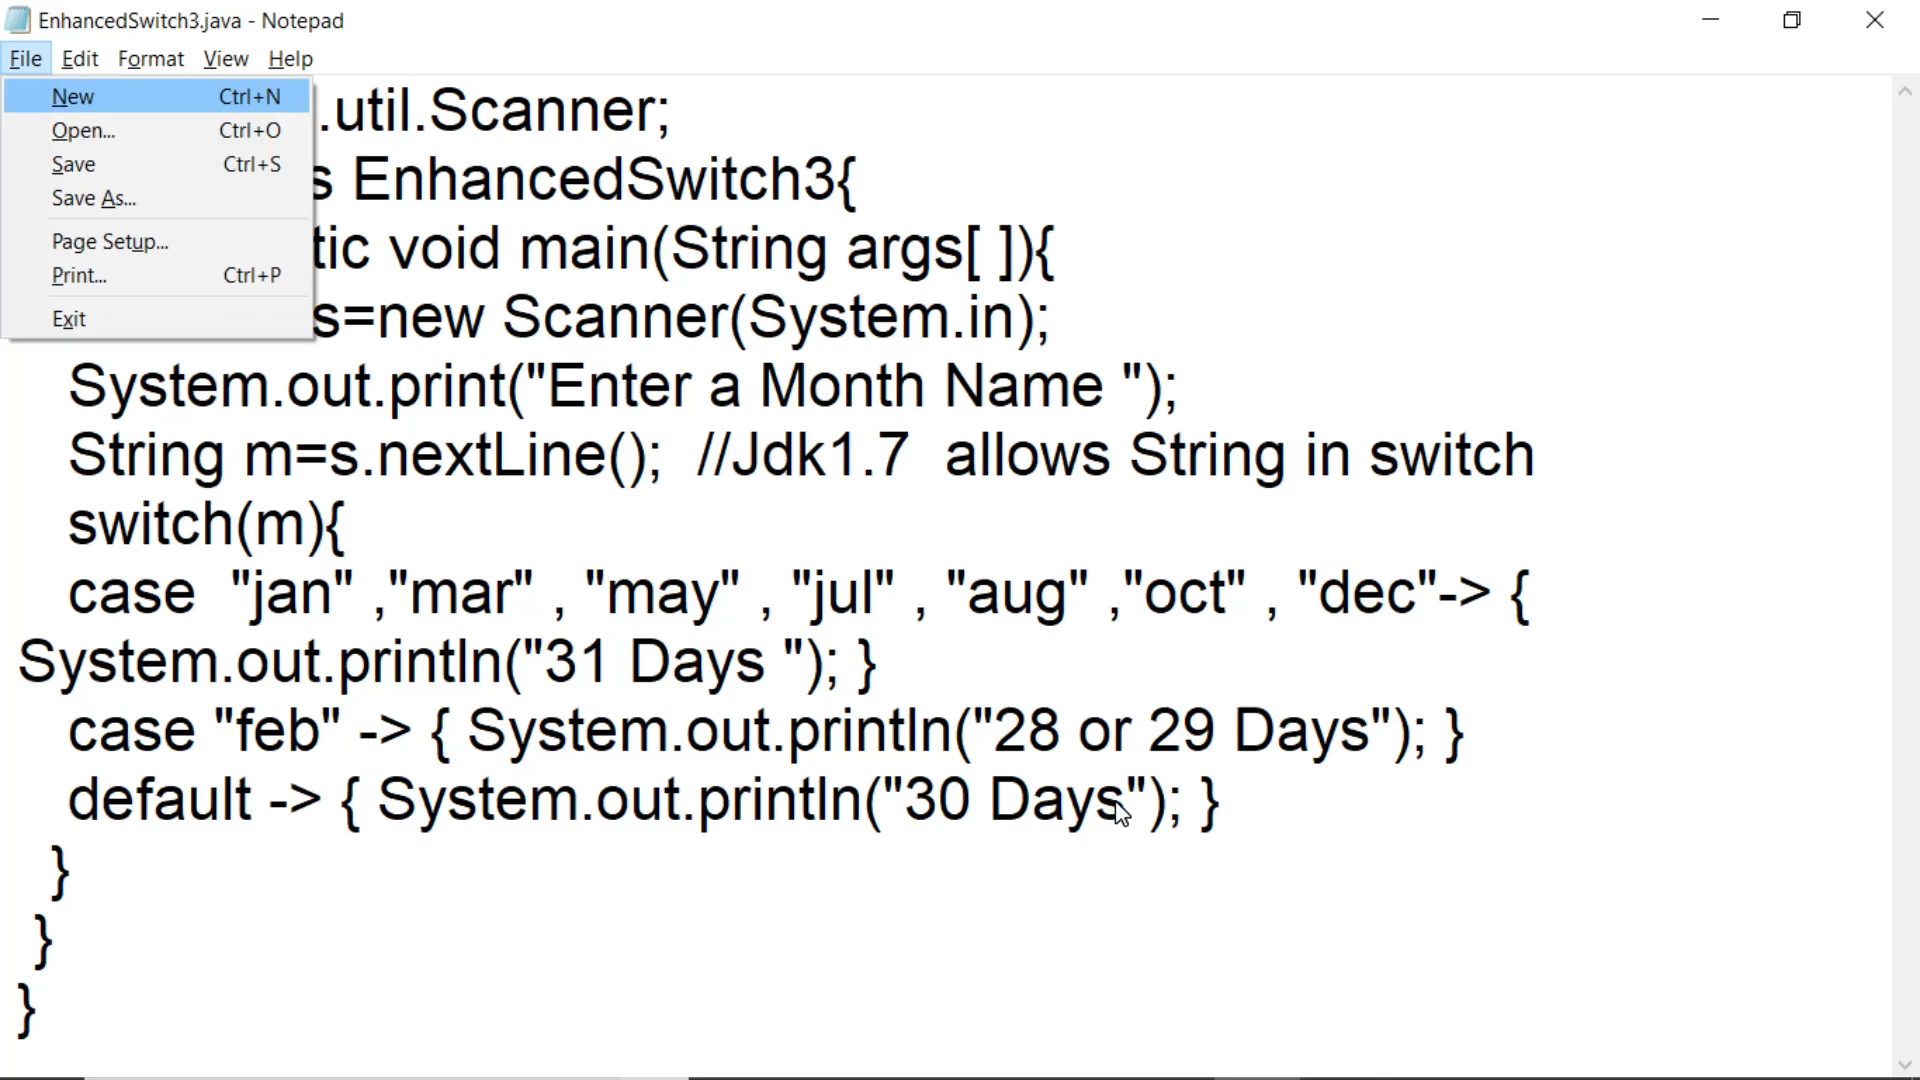 EnhancedSwitch3.java - Notepad
File Edit Format View Help
New Ctrl+N
Open... Ctrl+O
Save Ctrl+S
Save As...
Page Setup...
Print... Ctrl+P
Exit
.util.Scanner;
s EnhancedSwitch3{
tic void main(String args[ ]){
s=new Scanner(System.in);
System.out.print("Enter a Month Name ");
String m=s.nextLine(); //Jdk1.7 allows String in switch
switch(m){
case "jan" ,"mar" , "may" , "jul" , "aug" ,"oct" , "dec"-> {
System.out.println("31 Days "); }
case "feb" -> { System.out.println("28 or 29 Days"); }
default -> { System.out.println("30 Days"); }
}
}
}